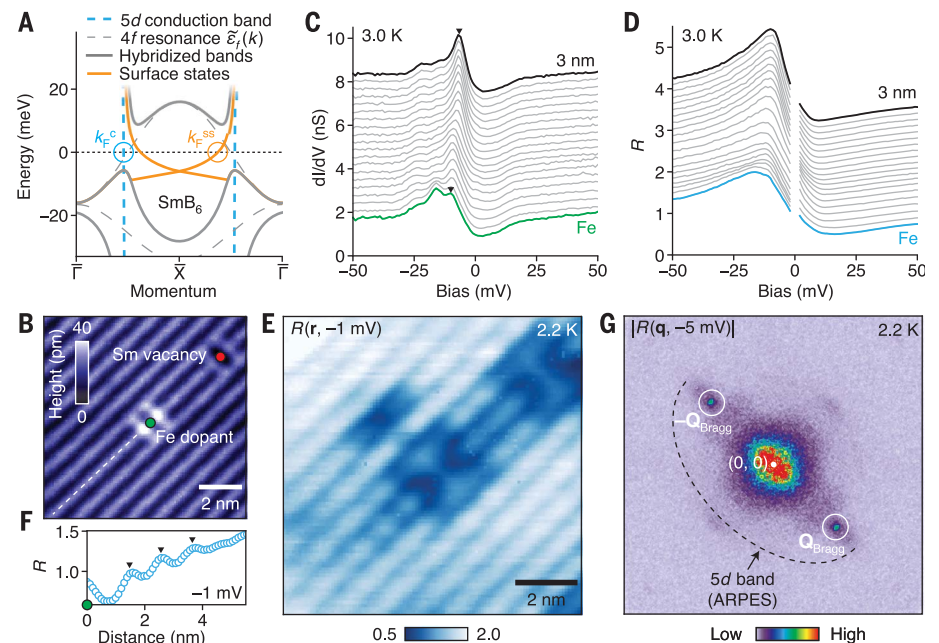 A
5d conduction band
4f resonance ε̃f(k)
Hybridized bands
Surface states
20
0
−20
Energy (meV)
kFc
kFss
SmB6
Γ̄
X̄
Γ̄
Momentum
C
3.0 K
3 nm
10
8
6
4
2
0
dI/dV (nS)
Fe
−50
−25
0
25
50
Bias (mV)
D
3.0 K
3 nm
5
4
3
2
1
0
R
Fe
−50
−25
0
25
50
Bias (mV)
B
40
0
Height (pm)
Sm vacancy
Fe dopant
2 nm
F
1.5
1.0
R
−1 mV
0
2
4
Distance (nm)
E
R(r, −1 mV)
2.2 K
2 nm
0.5
2.0
G
|R(q, −5 mV)|
2.2 K
−QBragg
(0, 0)
QBragg
5d band
(ARPES)
Low
High